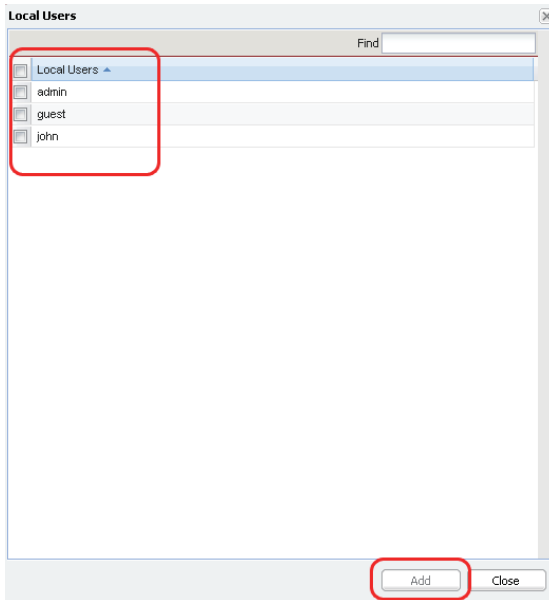 Local Users
Find
Local Users
admin
guest
john
Add Close